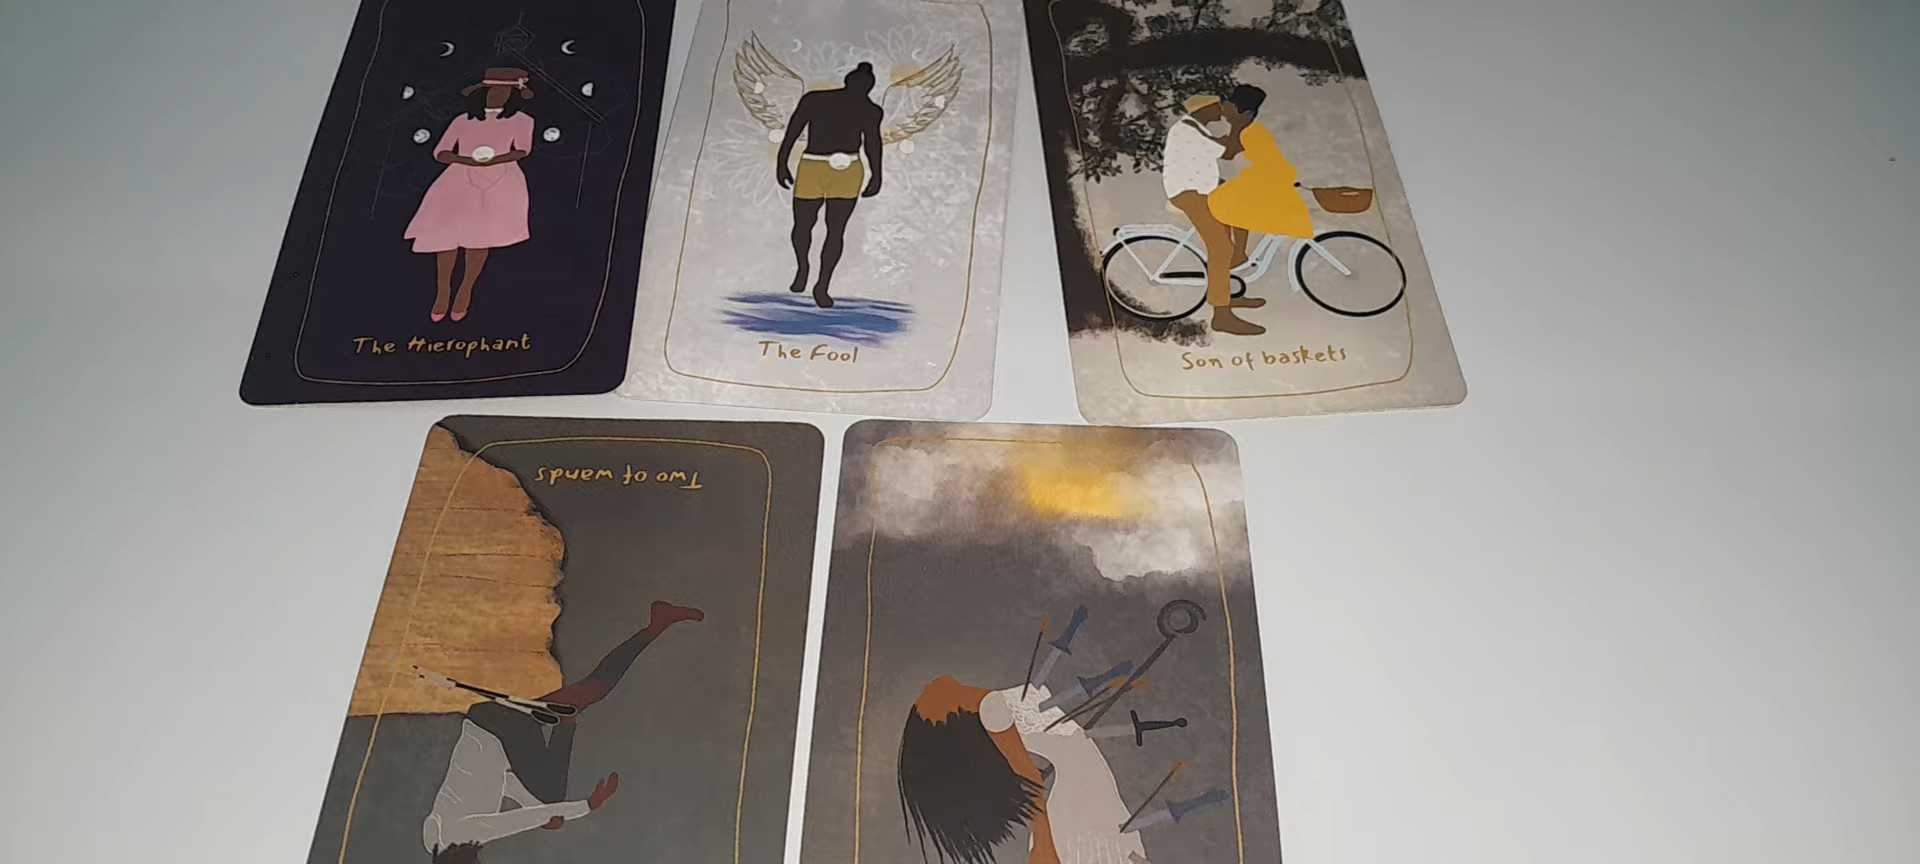 The Hierophant
The Fool
Son of baskets
Two of wands